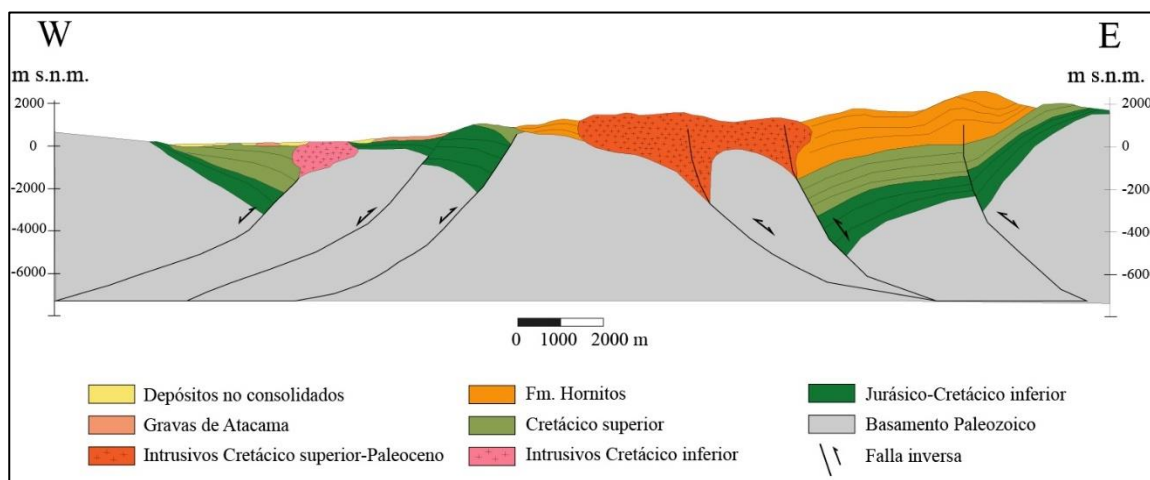 W E
m s.n.m. m s.n.m.
2000 2000
0 0
-2000 -200
-4000 -400
-6000 -600
0 1000 2000 m
Depósitos no consolidados Fm. Hornitos Jurásico-Cretácico inferior
Gravas de Atacama Cretácico superior Basamento Paleozoico
Intrusivos Cretácico superior-Paleoceno Intrusivos Cretácico inferior Falla inversa